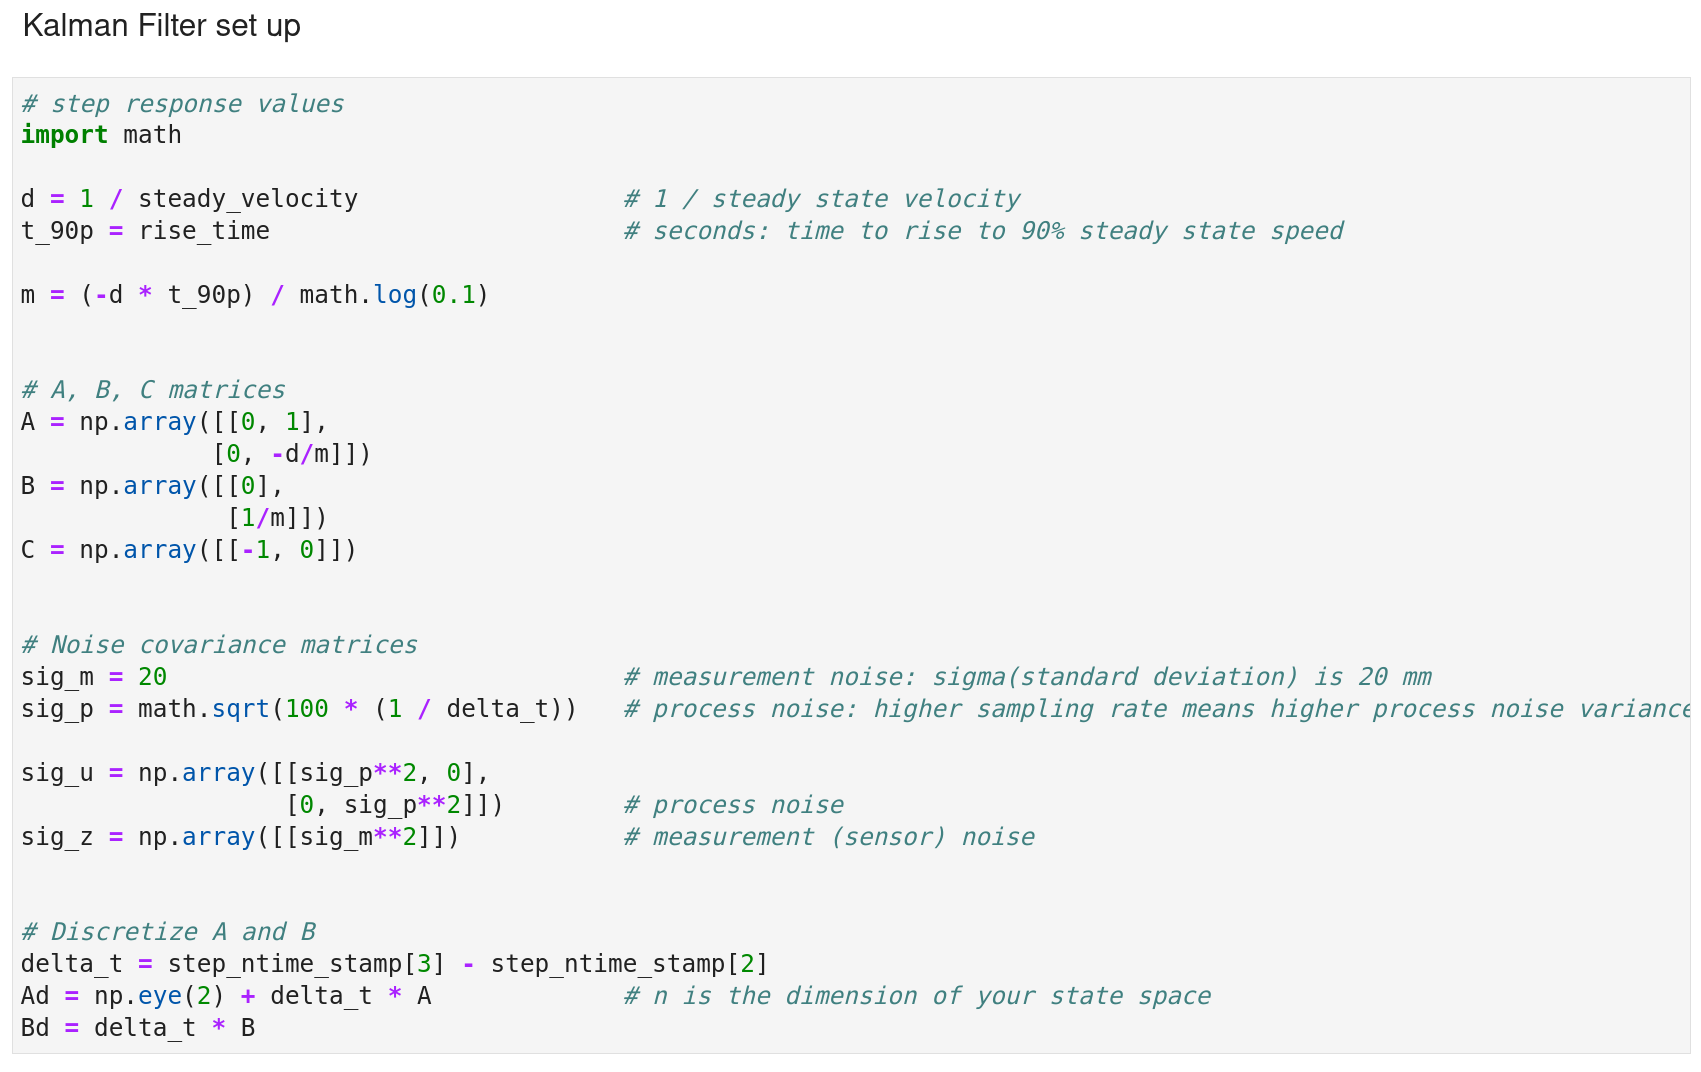 Kalman Filter set up
# step response values
import math
d = 1 / steady_velocity                  # 1 / steady state velocity
t_90p = rise_time                        # seconds: time to rise to 90% steady state speed
m = (-d * t_90p) / math.log(0.1)
# A, B, C matrices
A = np.array([[0, 1],
             [0, -d/m]])
B = np.array([[0],
              [1/m]])
C = np.array([[-1, 0]])
# Noise covariance matrices
sig_m = 20                               # measurement noise: sigma(standard deviation) is 20 mm
sig_p = math.sqrt(100 * (1 / delta_t))   # process noise: higher sampling rate means higher process noise variance
sig_u = np.array([[sig_p**2, 0],
                  [0, sig_p**2]])        # process noise
sig_z = np.array([[sig_m**2]])           # measurement (sensor) noise
# Discretize A and B
delta_t = step_ntime_stamp[3] - step_ntime_stamp[2]
Ad = np.eye(2) + delta_t * A             # n is the dimension of your state space
Bd = delta_t * B